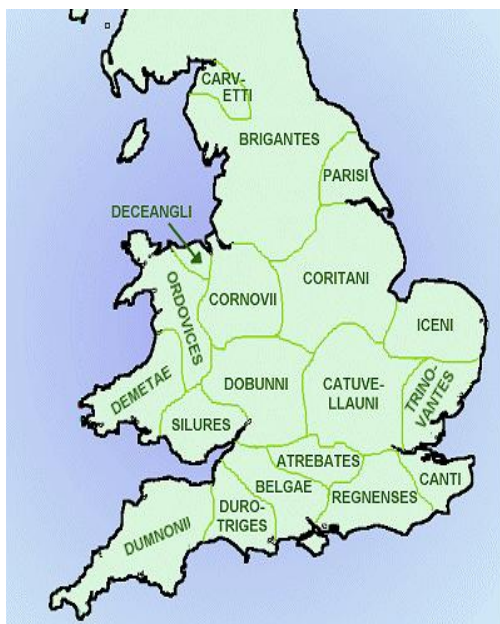 CARV-
ETTI
BRIGANTES
PARISI
DECEANGLI
ORDOVICES
CORNOVII
CORITANI
ICENI
DEMETAE
DOBUNNI
CATUVE-
LLAUNI
TRINO-
VANTES
SILURES
ATREBATES
CANTI
BELGAE
REGNENSES
DURO-
TRIGES
DUMNONII